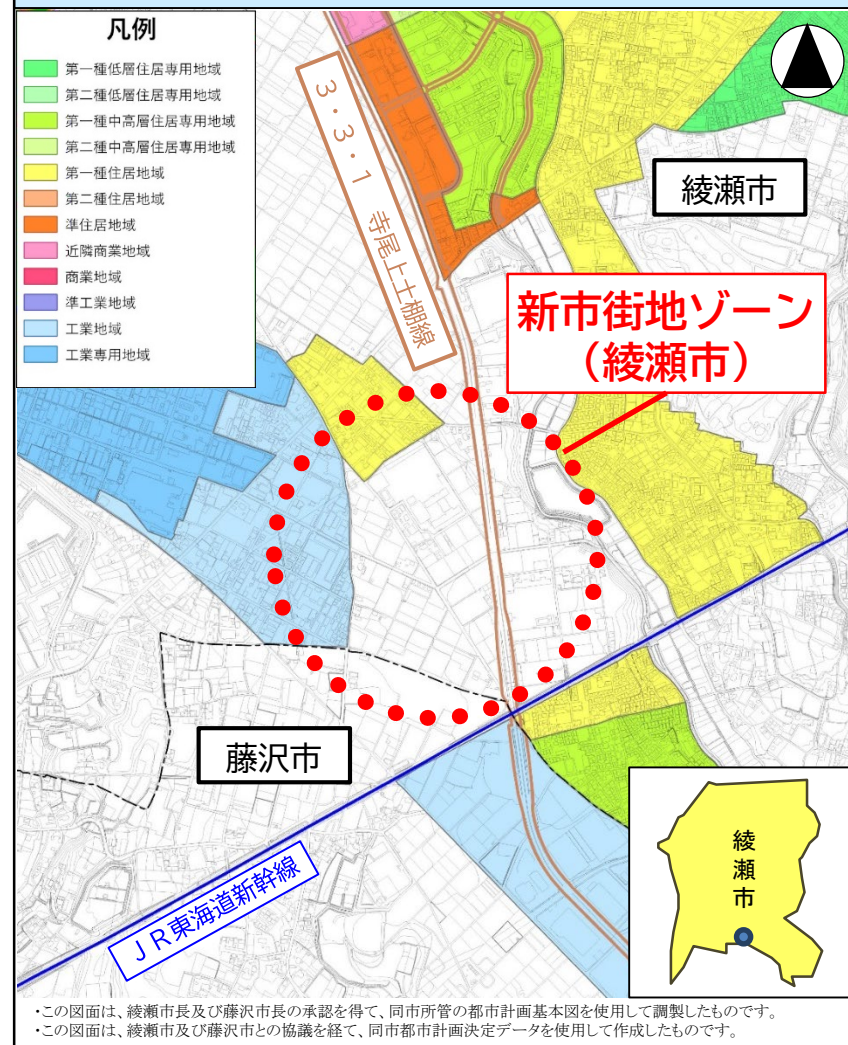 凡例
第一種低層住居専用地域
第二種低層住居専用地域
第一種中高層住居専用地域
第二種中高層住居専用地域
第一種住居地域
第二種住居地域
準住居地域
近隣商業地域
商業地域
準工業地域
工業地域
工業専用地域
3・3・1 寺尾上土棚線
綾瀬市
新市街地ゾーン
(綾瀬市)
藤沢市
JR東海道新幹線
綾瀬市
・この図面は、綾瀬市長及び藤沢市長の承認を得て、同市所管の都市計画基本図を使用して調製したものです。
・この図面は、綾瀬市及び藤沢市との協議を経て、同市都市計画決定データを使用して作成したものです。